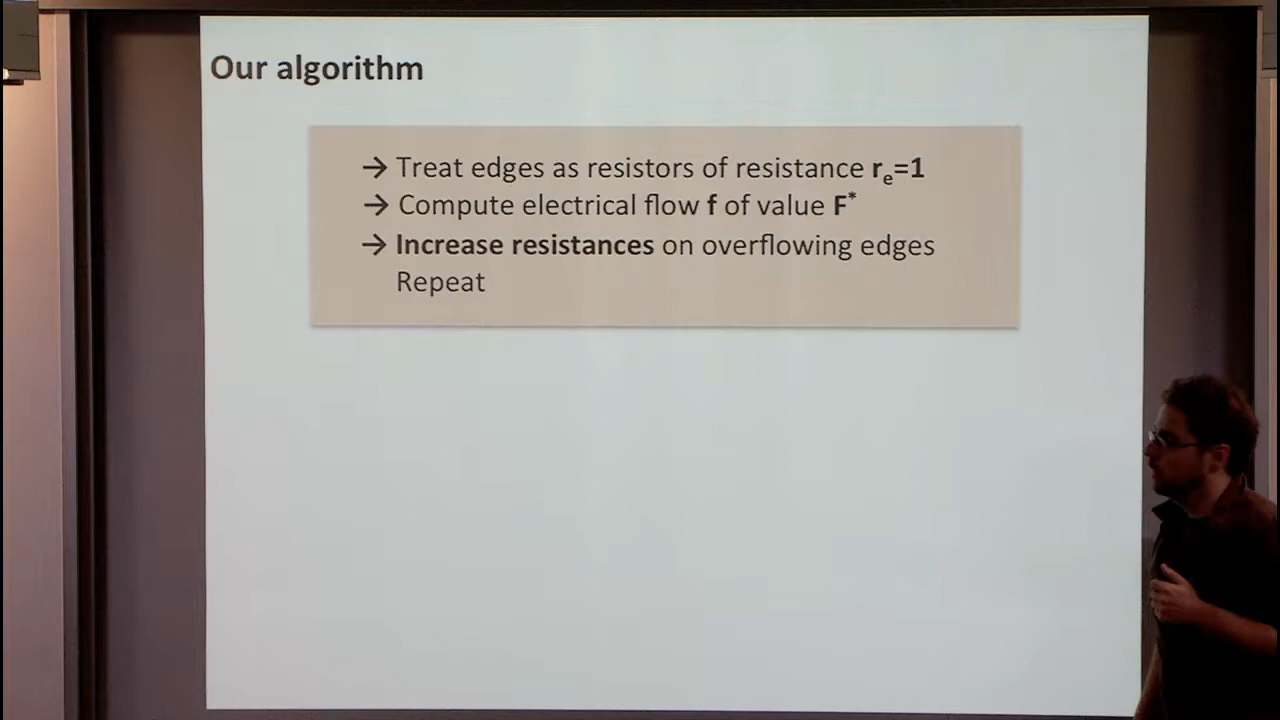 Our algorithm
→ Treat edges as resistors of resistance rₑ=1
→ Compute electrical flow f of value F*
→ Increase resistances on overflowing edges
Repeat